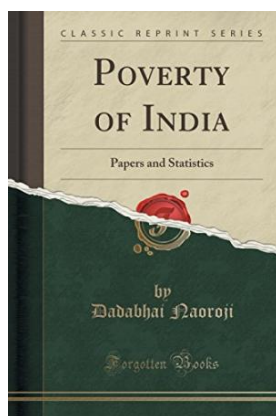 CLASSIC REPRINT SERIES
POVERTY
OF INDIA
Papers and Statistics
by
Dadabhai Naoroji
Forgotten Books